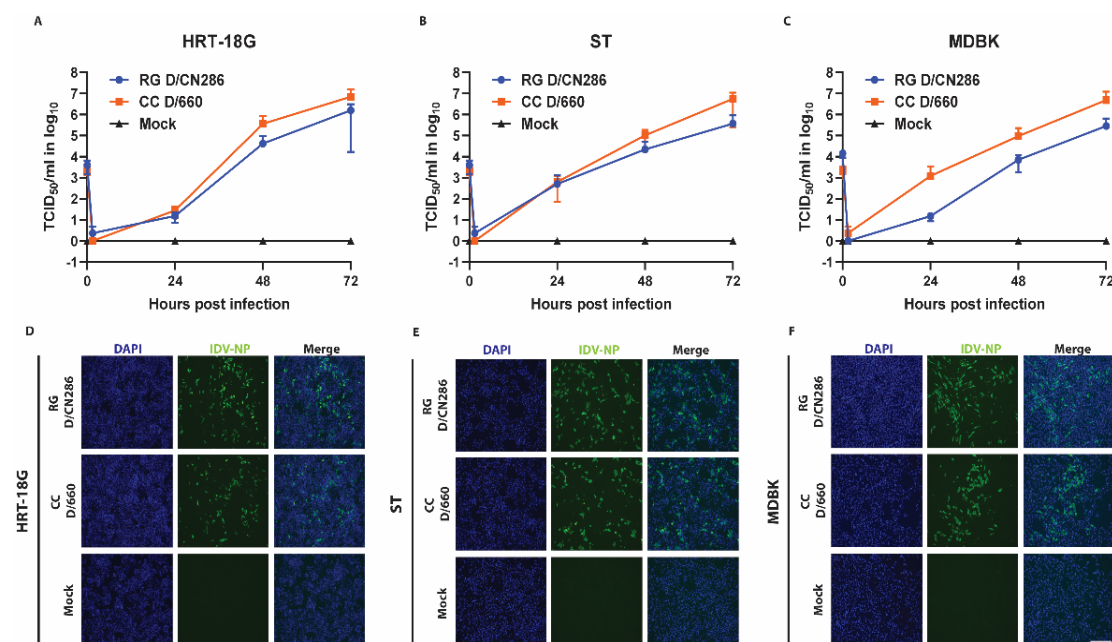 A
HRT-18G
RG D/CN286
CC D/660
Mock
TCID50/ml in log10
8
7
6
5
4
3
2
1
0
-1
0 24 48 72
Hours post infection
B
ST
RG D/CN286
CC D/660
Mock
TCID50/ml in log10
8
7
6
5
4
3
2
1
0
-1
0 24 48 72
Hours post infection
C
MDBK
RG D/CN286
CC D/660
Mock
TCID50/ml in log10
8
7
6
5
4
3
2
1
0
-1
0 24 48 72
Hours post infection
D
DAPI IDV-NP Merge
HRT-18G
RG
D/CN286
CC
D/660
Mock
E
DAPI IDV-NP Merge
ST
RG
D/CN286
CC
D/660
Mock
F
DAPI IDV-NP Merge
MDBK
RG
D/CN286
CC
D/660
Mock